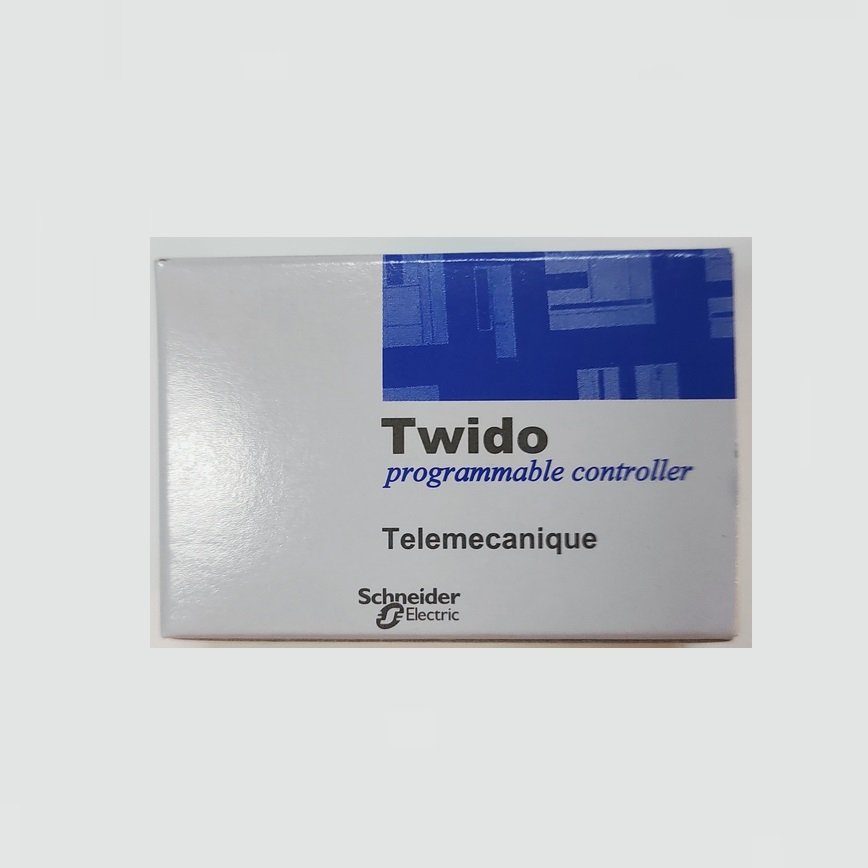 Twido
programmable controller
Telemecanique
Schneider
Electric